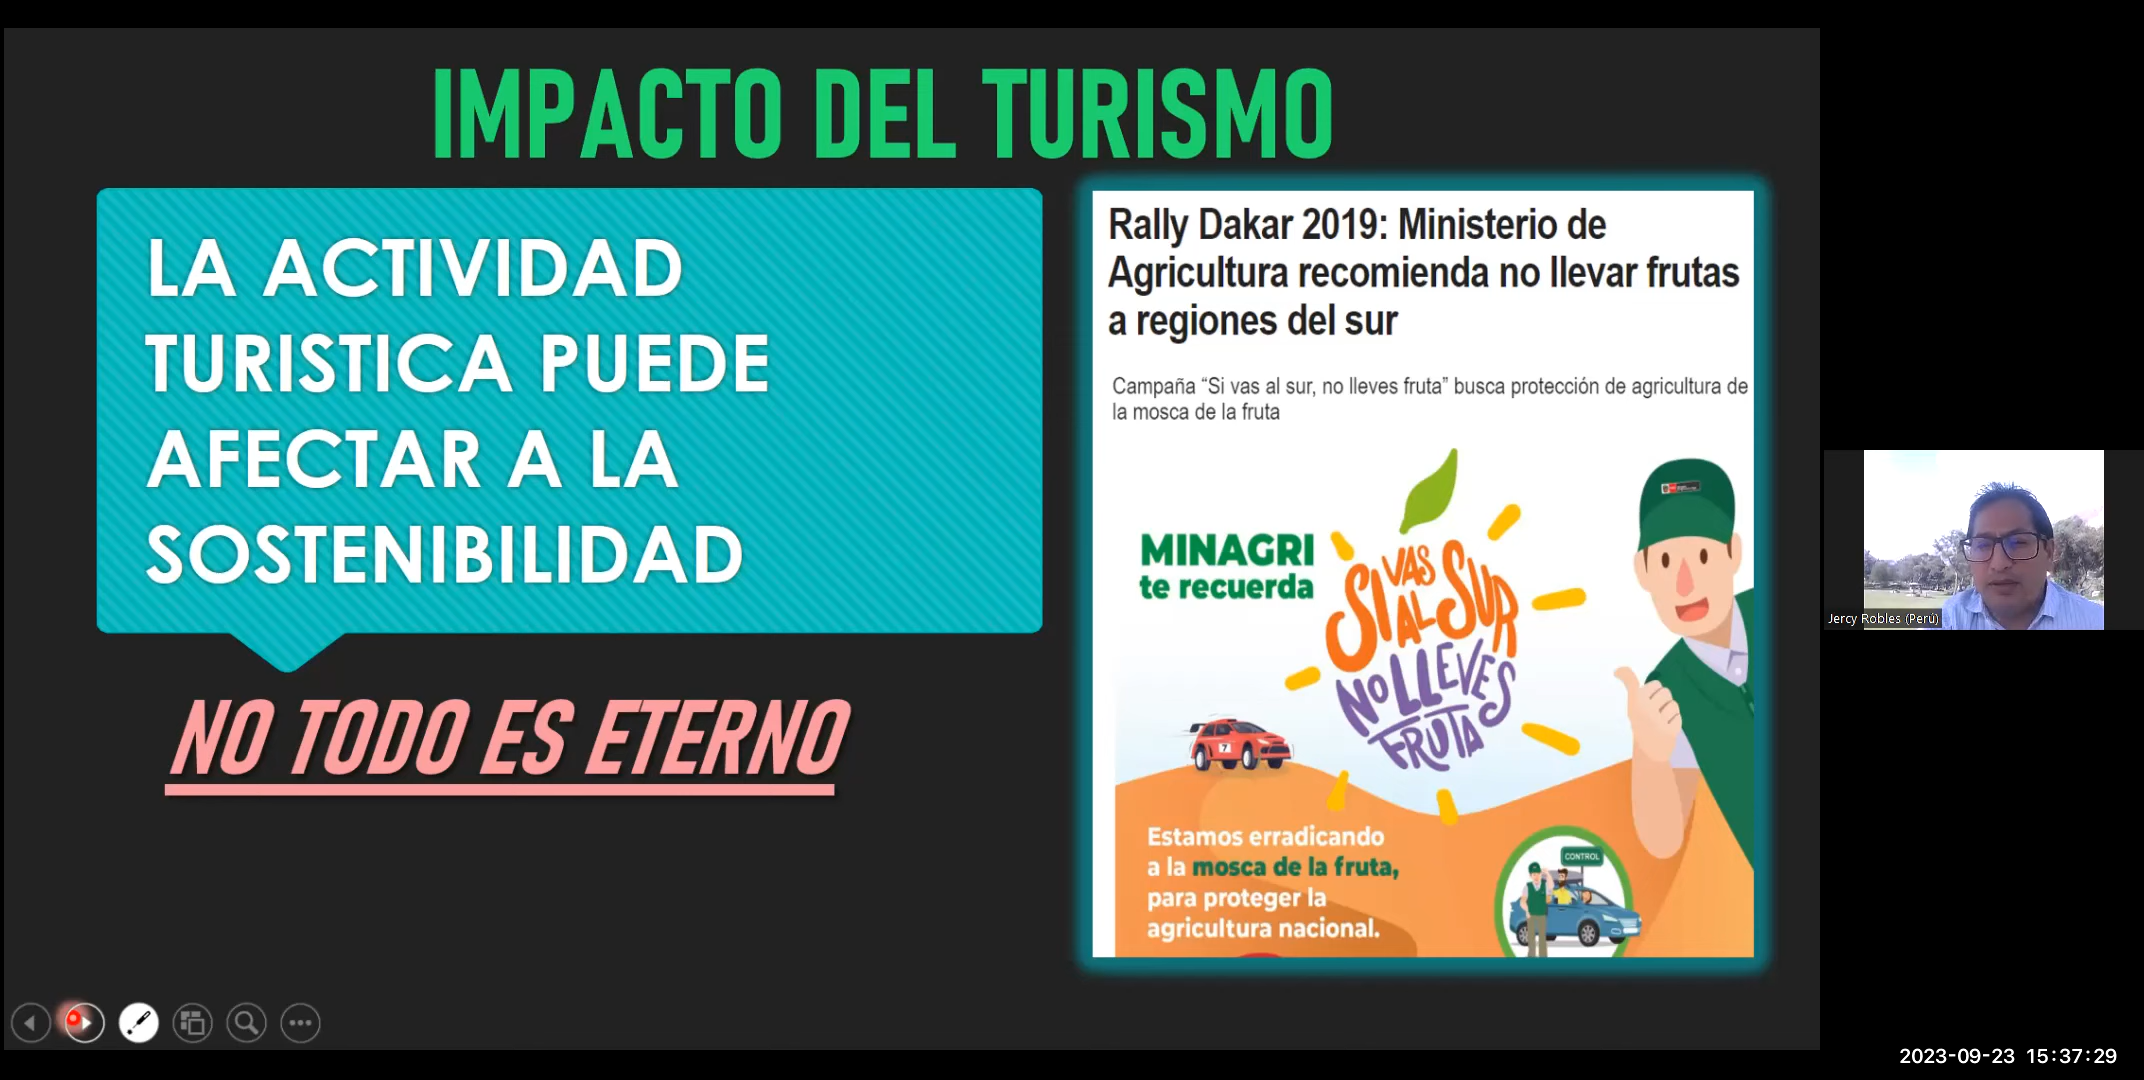 IMPACTO DEL TURISMO
LA ACTIVIDAD
TURISTICA PUEDE
AFECTAR A LA
SOSTENIBILIDAD
NO TODO ES ETERNO
Rally Dakar 2019: Ministerio de
Agricultura recomienda no llevar frutas
a regiones del sur
Campaña “Si vas al sur, no lleves fruta” busca protección de agricultura de
la mosca de la fruta
MINAGRI
te recuerda
SI VAS
AL SUR
NO LLEVES
FRUTA
7
Estamos erradicando
a la mosca de la fruta,
para proteger la
agricultura nacional.
CONTROL
Jercy Robles (Perú)
2023-09-23 15:37:29